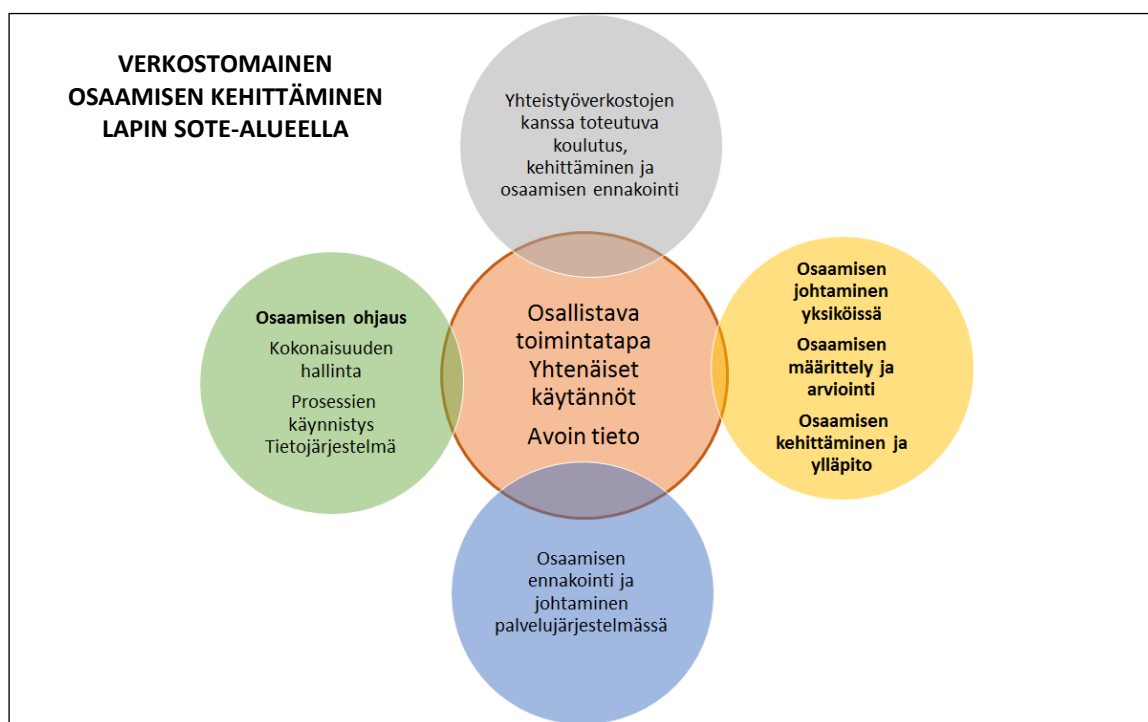 VERKOSTOMAINEN
OSAAMISEN KEHITTÄMINEN
LAPIN SOTE-ALUEELLA
Yhteistyöverkostojen
kanssa toteutuva
koulutus,
kehittäminen ja
osaamisen ennakointi
Osaamisen ohjaus
Kokonaisuuden
hallinta
Prosessien
käynnistys
Tietojärjestelmä
Osallistava
toimintatapa
Yhtenäiset
käytännöt
Avoin tieto
Osaamisen
johtaminen
yksiköissä
Osaamisen
määrittely ja
arviointi
Osaamisen
kehittäminen ja
ylläpito
Osaamisen
ennakointi ja
johtaminen
palvelujärjestelmässä